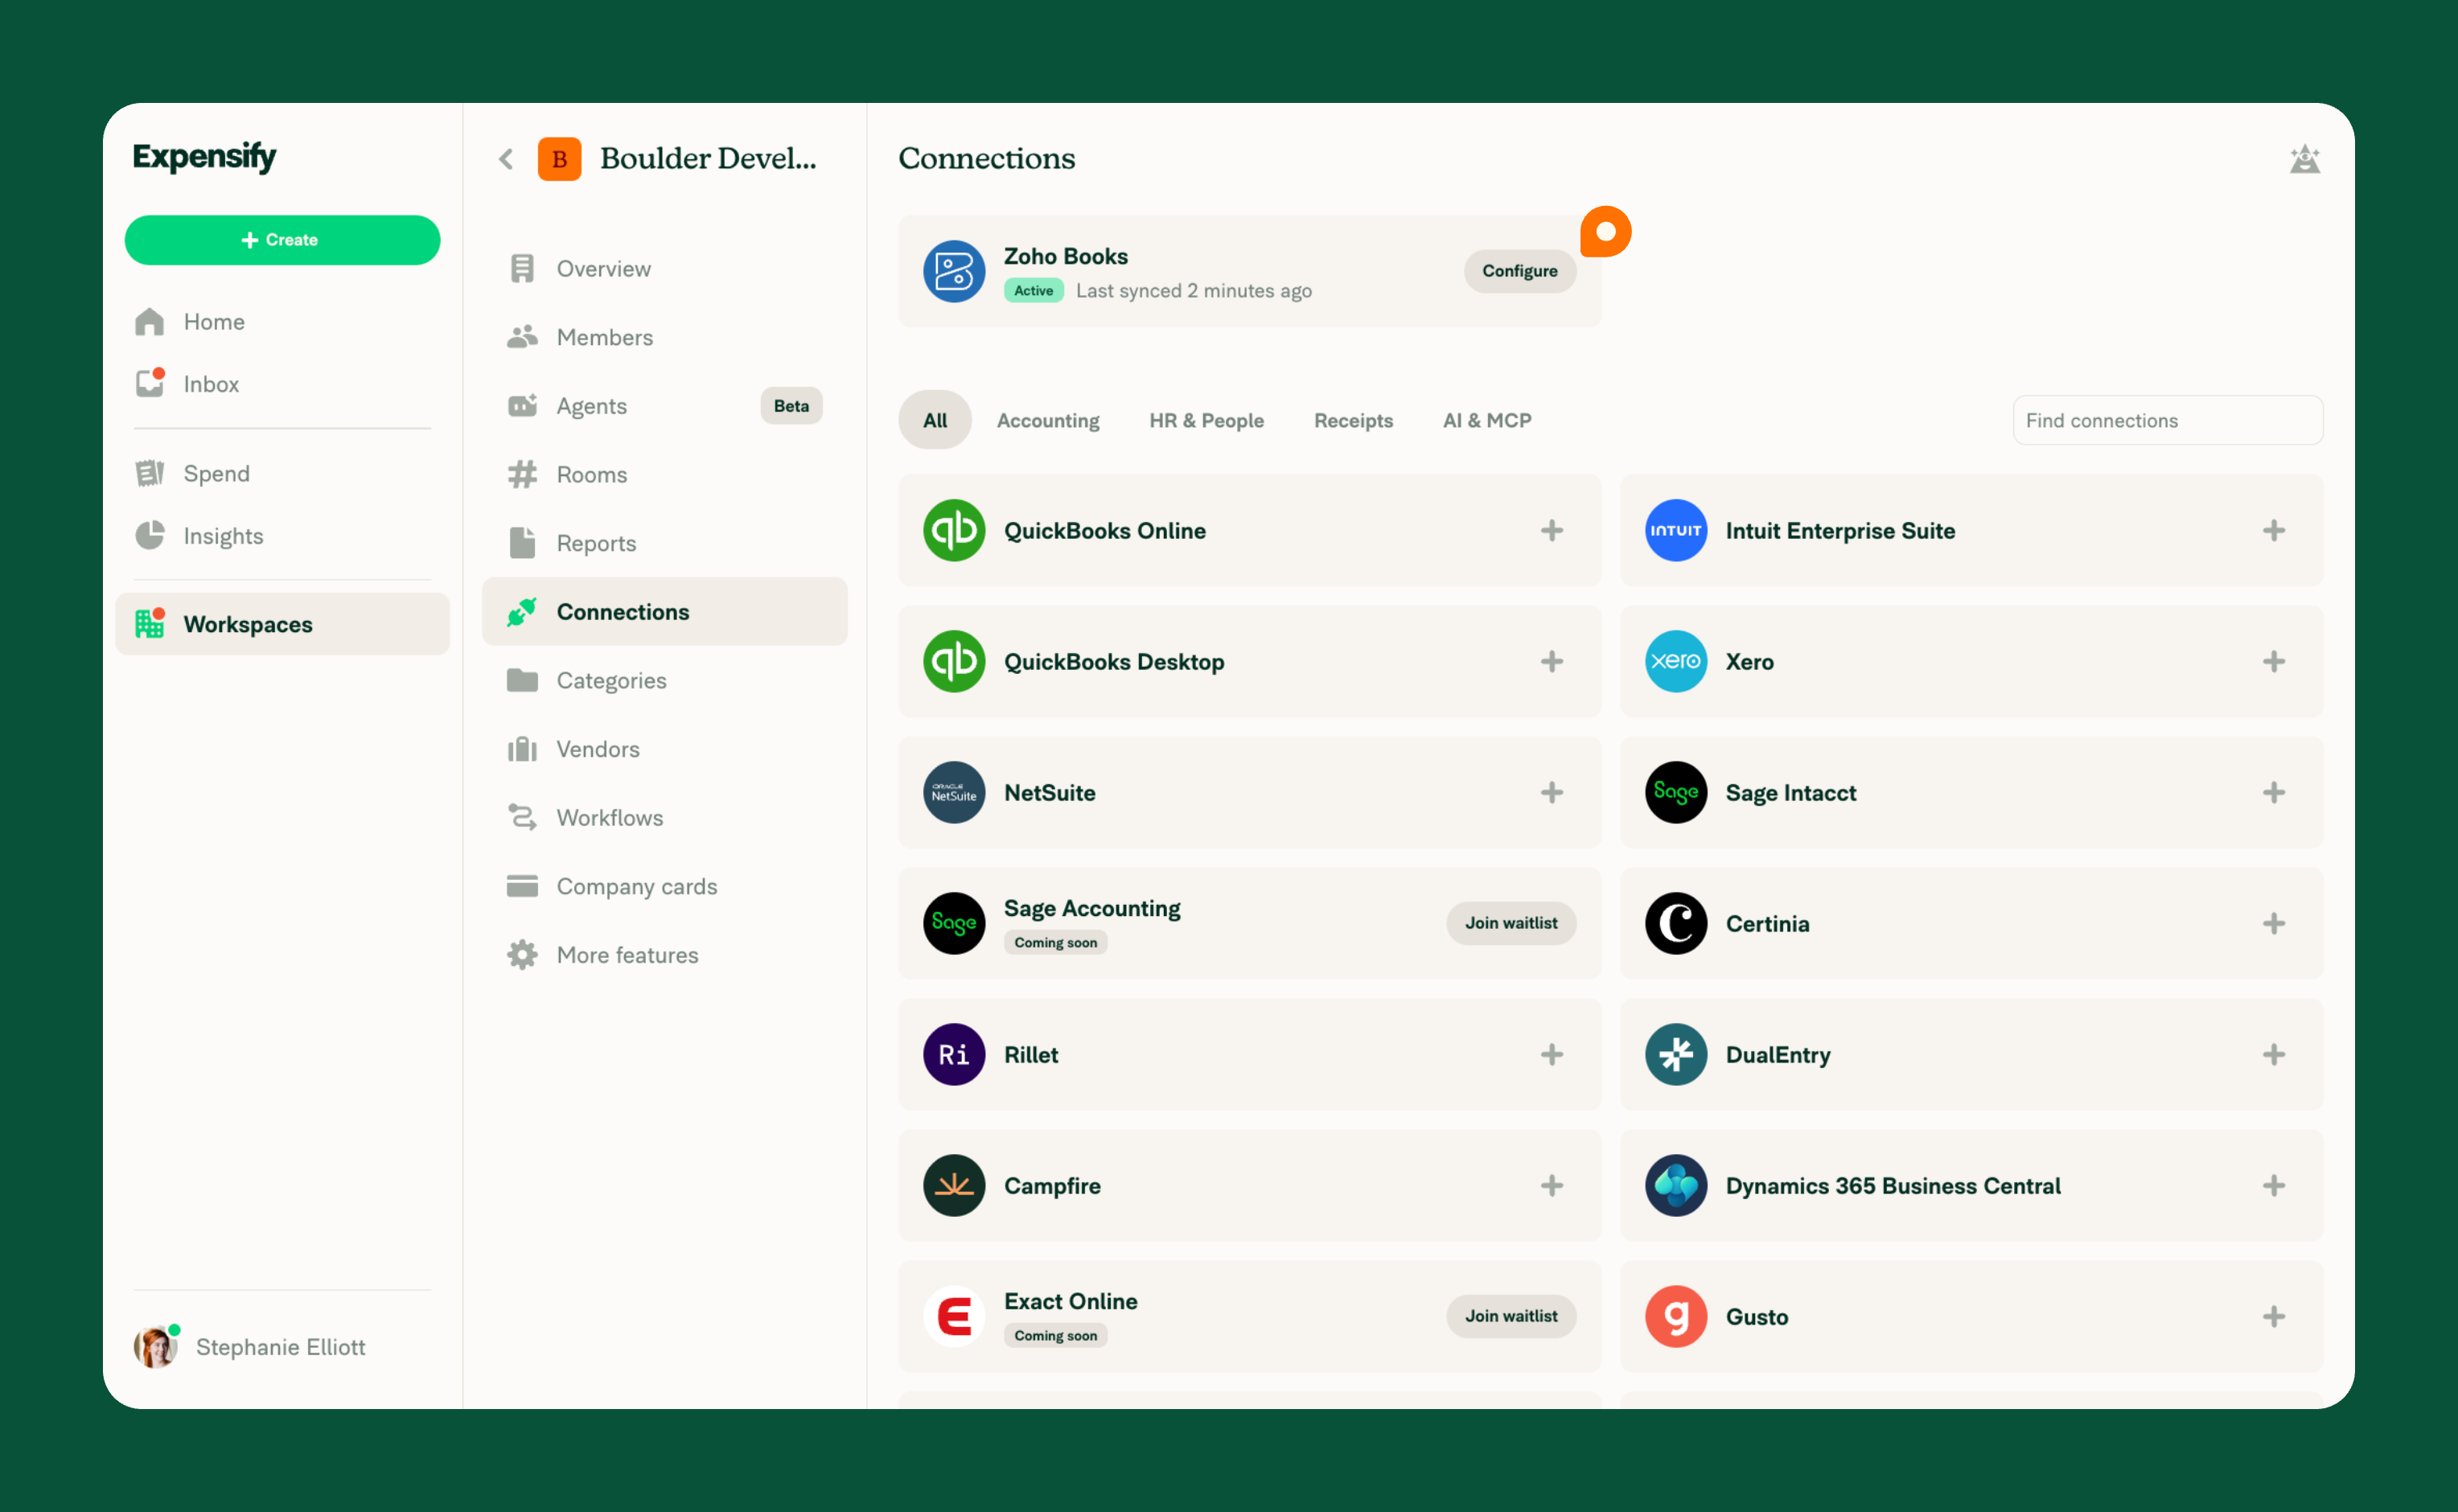 Expensify
Create
Home
Inbox
Spend
Insights
Workspaces
Stephanie Elliott
B
Boulder Devel...
Overview
Members
Agents
Beta
Rooms
Reports
Connections
Categories
Vendors
Workflows
Company cards
More features
Connections
Zoho Books
Active
Last synced 2 minutes ago
Configure
All
Accounting
HR & People
Receipts
AI & MCP
Find connections
qb
QuickBooks Online
INTUIT
Intuit Enterprise Suite
qb
QuickBooks Desktop
xero
Xero
ORACLE
NetSuite
NetSuite
Sage
Sage Intacct
Sage
Sage Accounting
Coming soon
Join waitlist
C
Certinia
Ri
Rillet
DualEntry
Campfire
Dynamics 365 Business Central
E
Exact Online
Coming soon
Join waitlist
g
Gusto